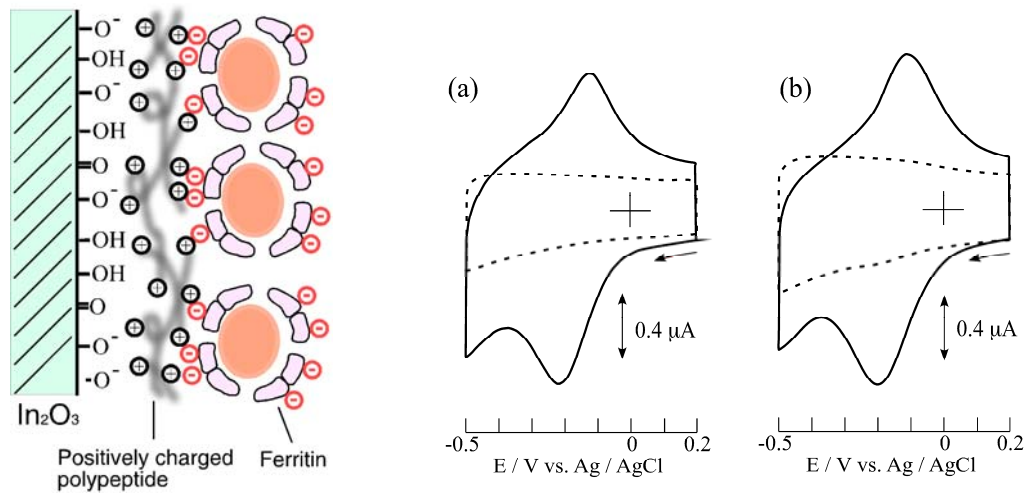 O⁻
OH
O⁻
OH
O
O⁻
OH
OH
O
O⁻
O⁻
In₂O₃
Positively charged
polypeptide
Ferritin
(a)
0.4 µA
-0.5
0
0.2
E / V vs. Ag / AgCl
(b)
0.4 µA
-0.5
0
0.2
E / V vs. Ag / AgCl